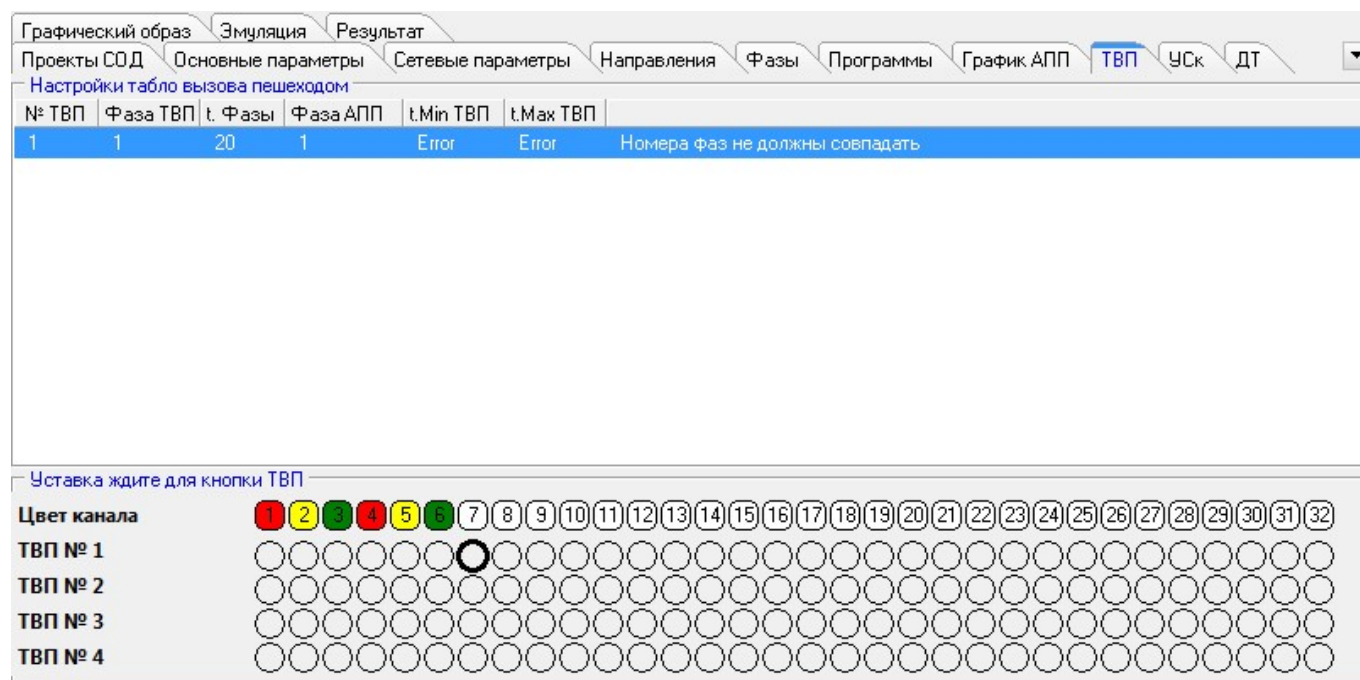 Графический образ Эмуляция Результат
Проекты СОД Основные параметры Сетевые параметры Направления Фазы Программы График АПП ТВП УСк ДТ
Настройки табло вызова пешеходом
№ ТВП Фаза ТВП t. Фазы Фаза АПП t.Min ТВП t.Max ТВП
1 1 20 1 Error Error Номера фаз не должны совпадать
Уставка ждите для кнопки ТВП
Цвет канала 1 2 3 4 5 6 7 8 9 10 11 12 13 14 15 16 17 18 19 20 21 22 23 24 25 26 27 28 29 30 31 32
ТВП № 1
ТВП № 2
ТВП № 3
ТВП № 4